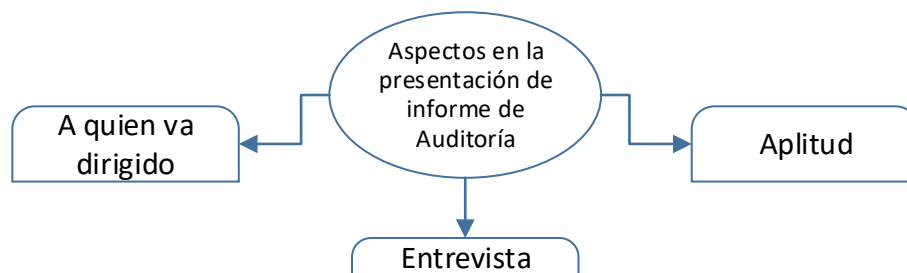 Aspectos en la
presentación de
informe de
Auditoría
A quien va
dirigido
Aplitud
Entrevista